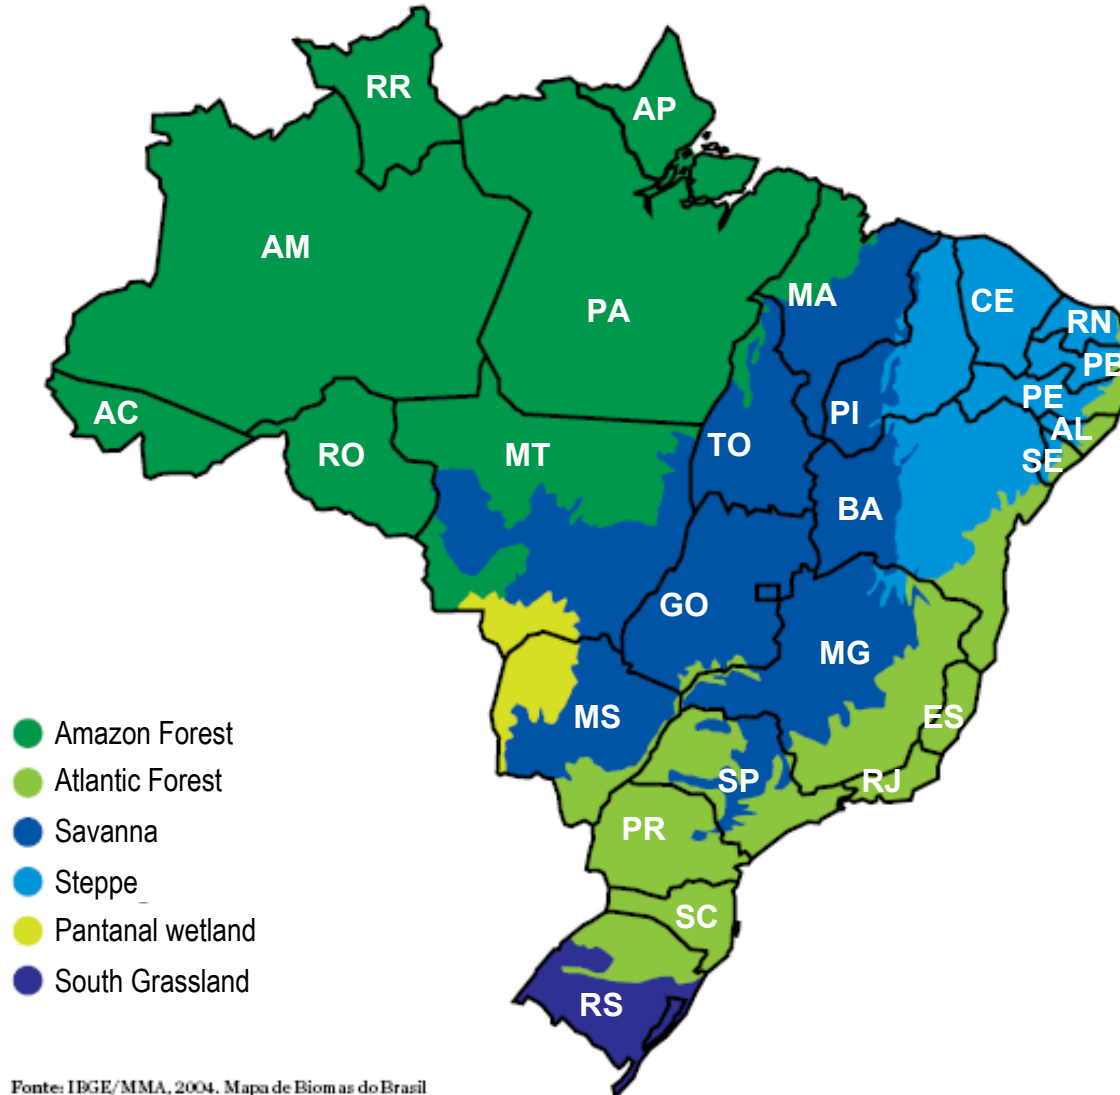 RR
AP
AM
PA
MA
CE
RN
PB
PE
AL
SE
AC
RO
MT
TO
PI
BA
GO
MG
MS
ES
SP
RJ
PR
SC
RS
Amazon Forest
Atlantic Forest
Savanna
Steppe
Pantanal wetland
South Grassland
Fonte: IBGE/MMA, 2004. Mapa de Biomas do Brasil